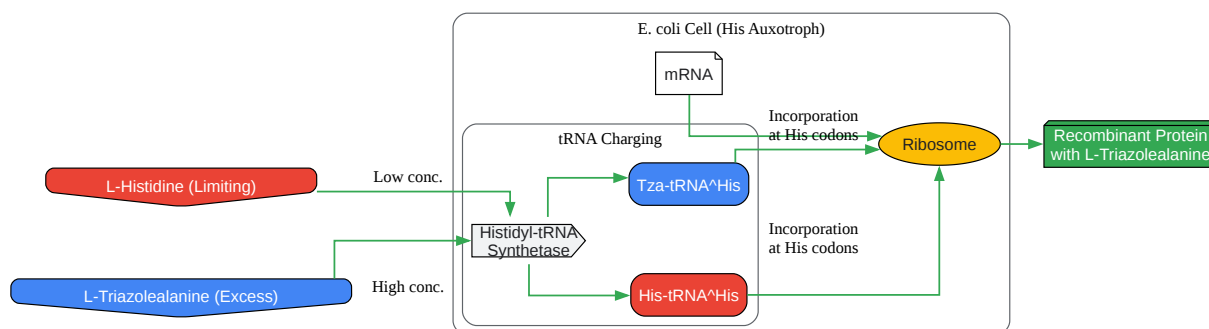 E. coli Cell (His Auxotroph)
mRNA
Incorporation
at His codons
Ribosome
Recombinant Protein
with L-Triazolealanine
tRNA Charging
L-Histidine (Limiting)
Low conc.
Tza-tRNA^His
Histidyl-tRNA
Synthetase
Incorporation
at His codons
L-Triazolealanine (Excess)
High conc.
His-tRNA^His